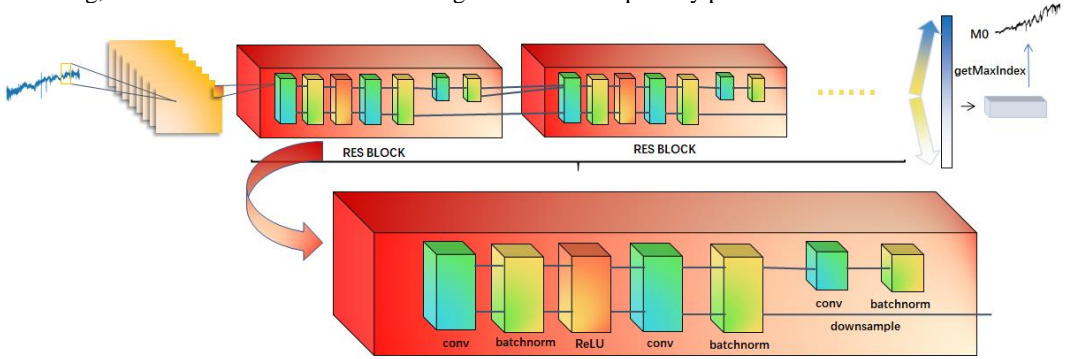 M0
getMaxIndex
RES BLOCK
RES BLOCK
conv
batchnorm
ReLU
conv
batchnorm
conv
batchnorm
downsample